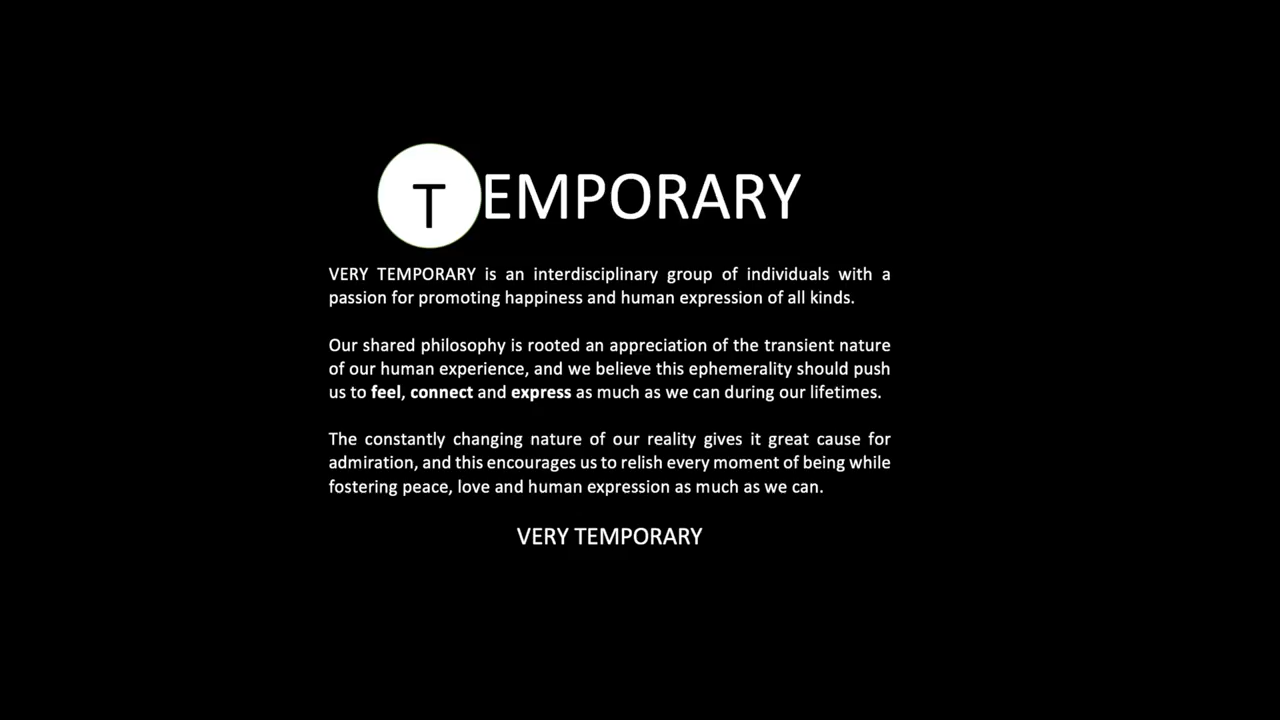 TEMPORARY
VERY TEMPORARY is an interdisciplinary group of individuals with a
passion for promoting happiness and human expression of all kinds.
Our shared philosophy is rooted an appreciation of the transient nature
of our human experience, and we believe this ephemerality should push
us to feel, connect and express as much as we can during our lifetimes.
The constantly changing nature of our reality gives it great cause for
admiration, and this encourages us to relish every moment of being while
fostering peace, love and human expression as much as we can.
VERY TEMPORARY